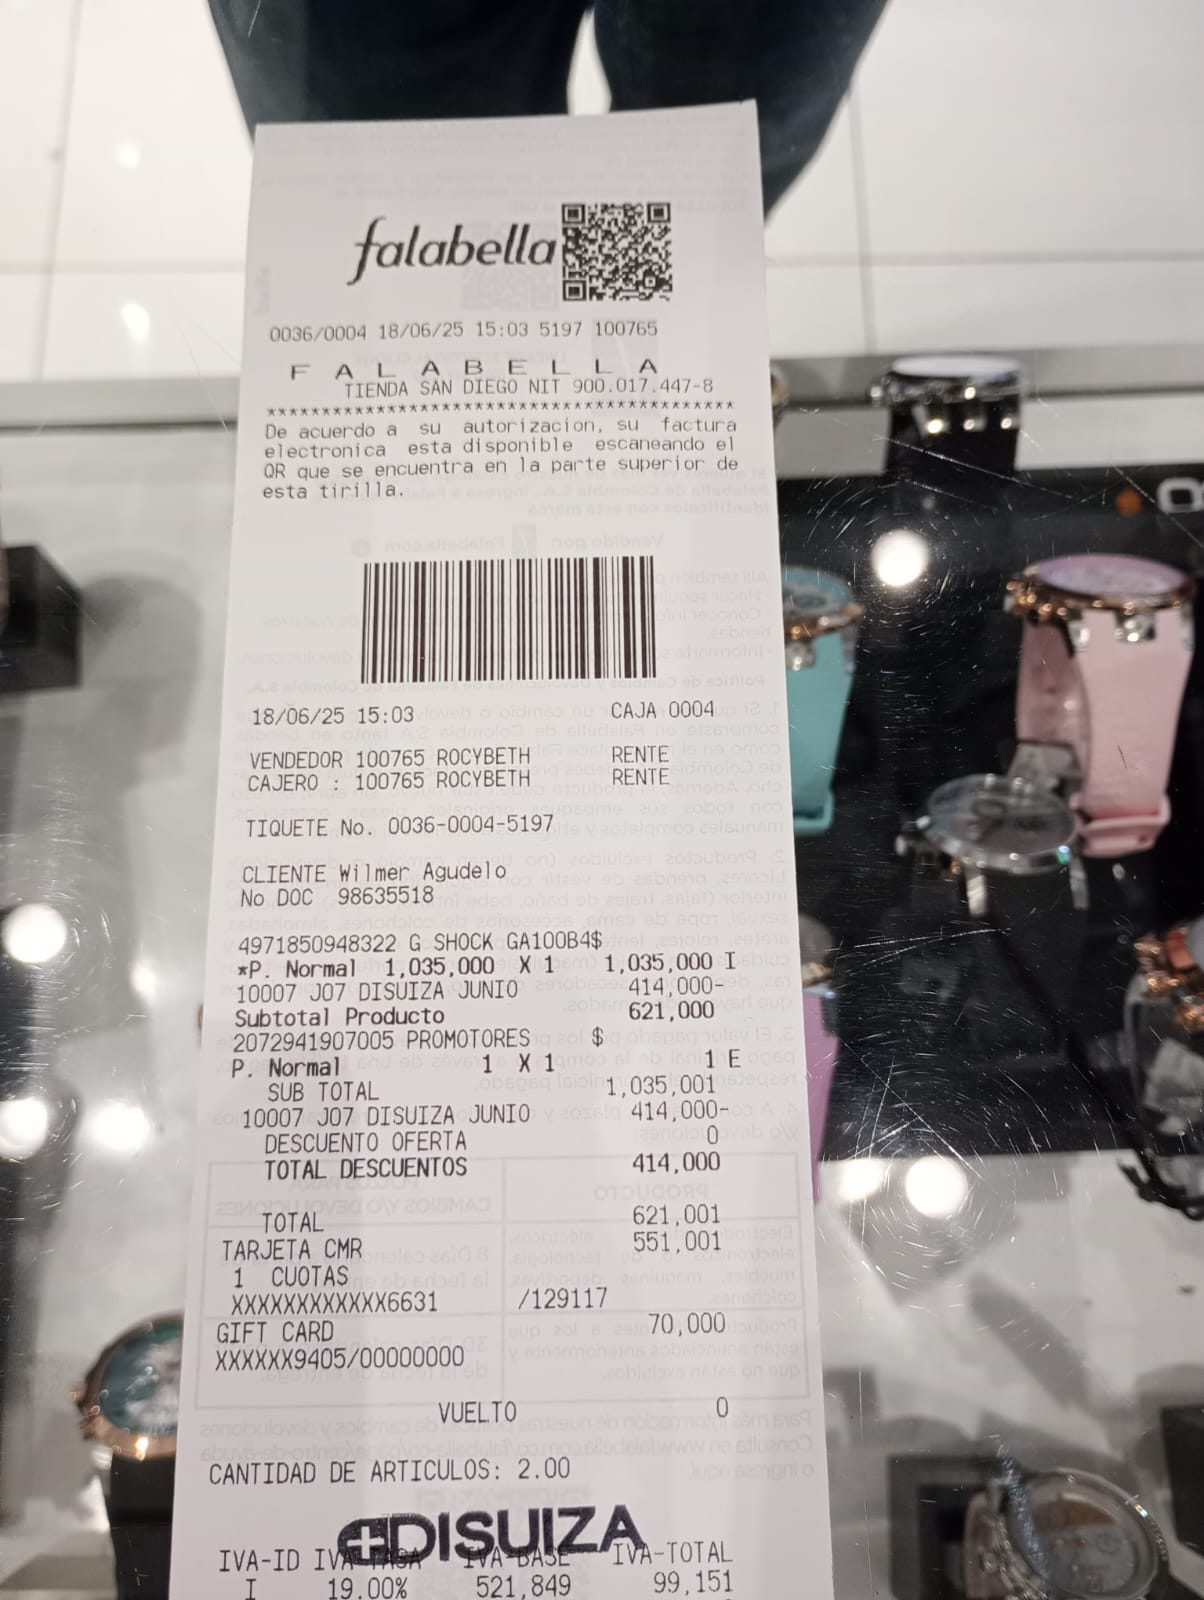 falabella
0036/0004 18/06/25 15:03 5197 100765
F A L A B E L L A
TIENDA SAN DIEGO NIT 900.017.447-8
******************************************
De acuerdo a su autorizacion, su factura
electronica esta disponible escaneando el
QR que se encuentra en la parte superior de
esta tirilla.
18/06/25 15:03 CAJA 0004
VENDEDOR 100765 ROCYBETH RENTE
CAJERO : 100765 ROCYBETH RENTE
TIQUETE No. 0036-0004-5197
CLIENTE Wilmer Agudelo
No DOC 98635518
4971850948322 G SHOCK GA100B4$
*P. Normal 1,035,000 X 1 1,035,000 I
10007 J07 DISUIZA JUNIO 414,000-
Subtotal Producto 621,000
2072941907005 PROMOTORES $
P. Normal 1 X 1 1 E
SUB TOTAL 1,035,001
10007 J07 DISUIZA JUNIO 414,000-
DESCUENTO OFERTA 0
TOTAL DESCUENTOS 414,000
TOTAL 621,001
TARJETA CMR 551,001
1 CUOTAS
XXXXXXXXXXXX6631 /129117
GIFT CARD 70,000
XXXXXX9405/00000000
VUELTO 0
CANTIDAD DE ARTICULOS: 2.00
DISUIZA
IVA-ID IVA-TASA IVA-BASE IVA-TOTAL
I 19.00% 521,849 99,151